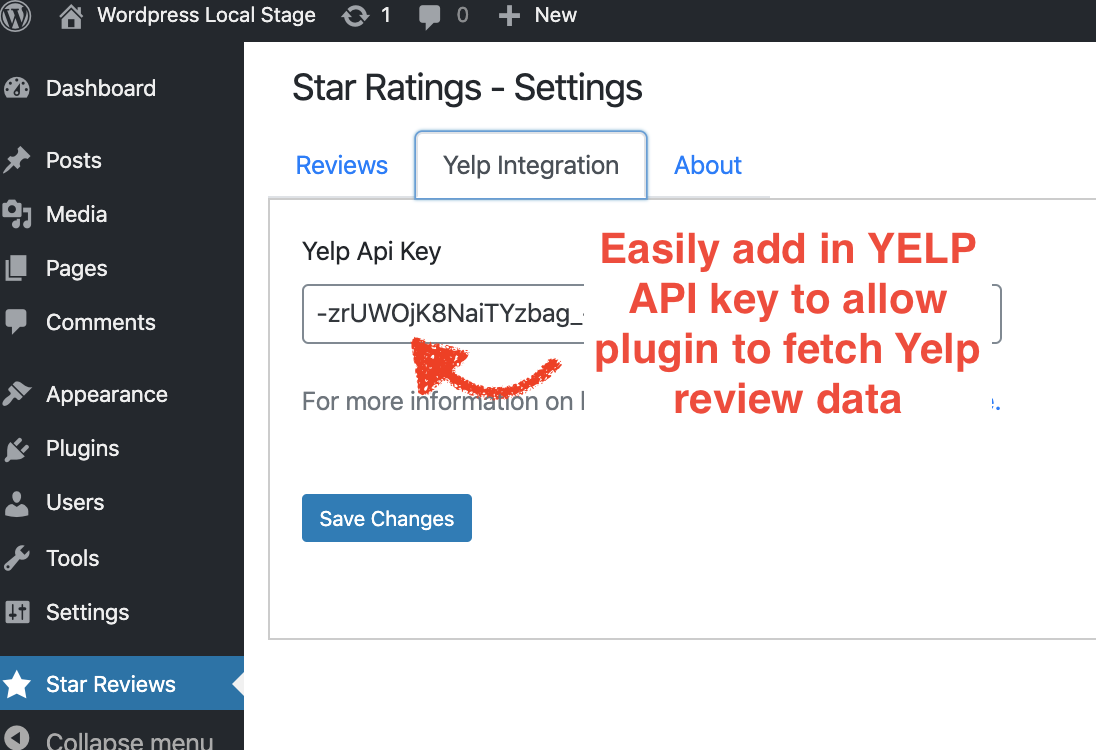 Wordpress Local Stage 1 0 New
Dashboard
Posts
Media
Pages
Comments
Appearance
Plugins
Users
Tools
Settings
Star Reviews
Collapse menu
Star Ratings - Settings
Reviews Yelp Integration About
Yelp Api Key
-zrUWOjK8NaiTYzbag_
For more information on
Easily add in YELP
API key to allow
plugin to fetch Yelp
review data
Save Changes